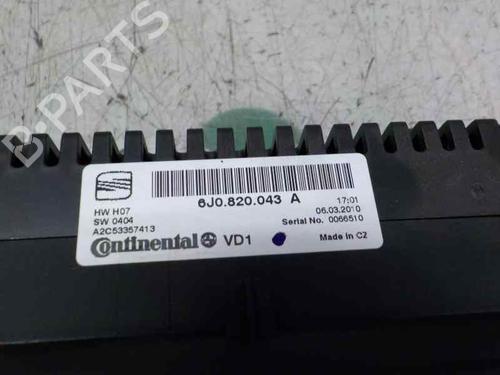 B-PARTS
6J0.820.043 A
HW H07
SW 0404
A2C53357413
17:01
06.03.2010
Serial No. 0066510
Continental VD1
Made in CZ
B-PARTS